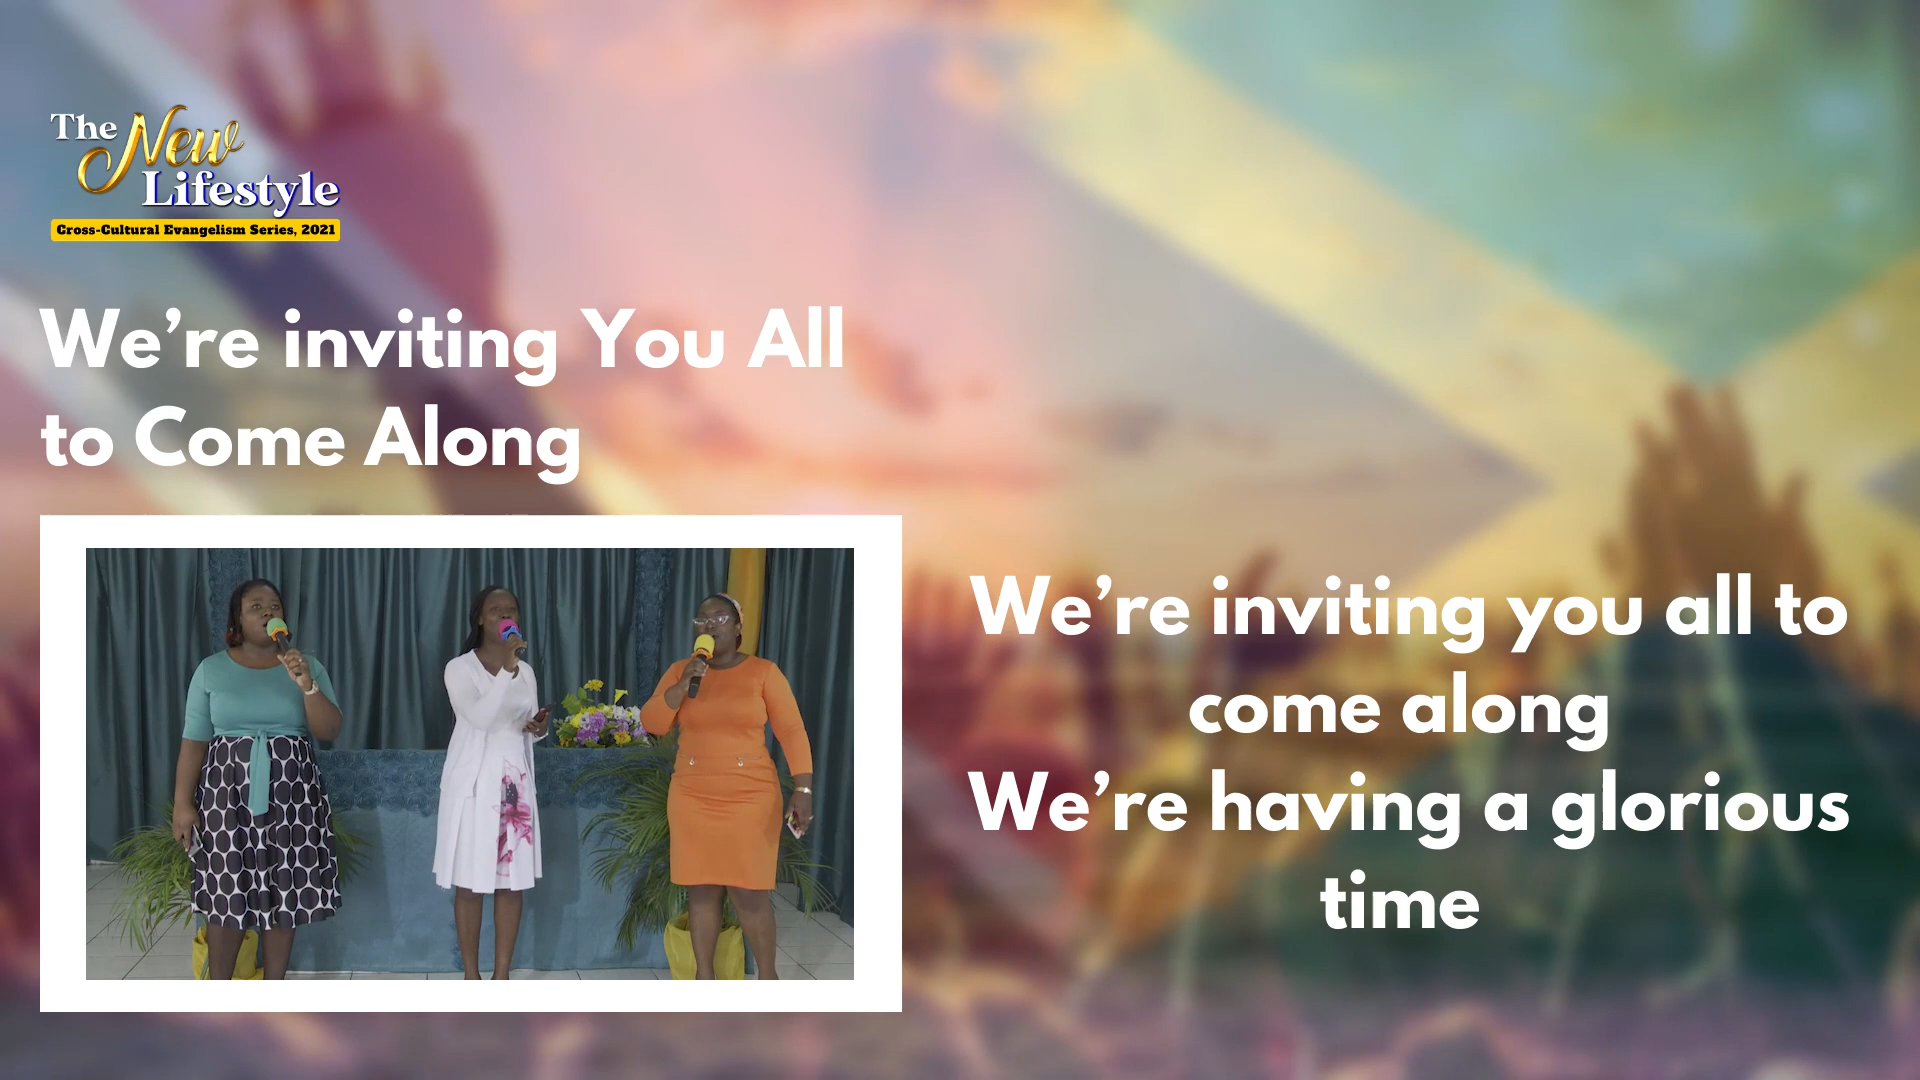 The New
Lifestyle
Cross-Cultural Evangelism Series, 2021
We’re inviting You All
to Come Along
We’re inviting you all to
come along
We’re having a glorious
time